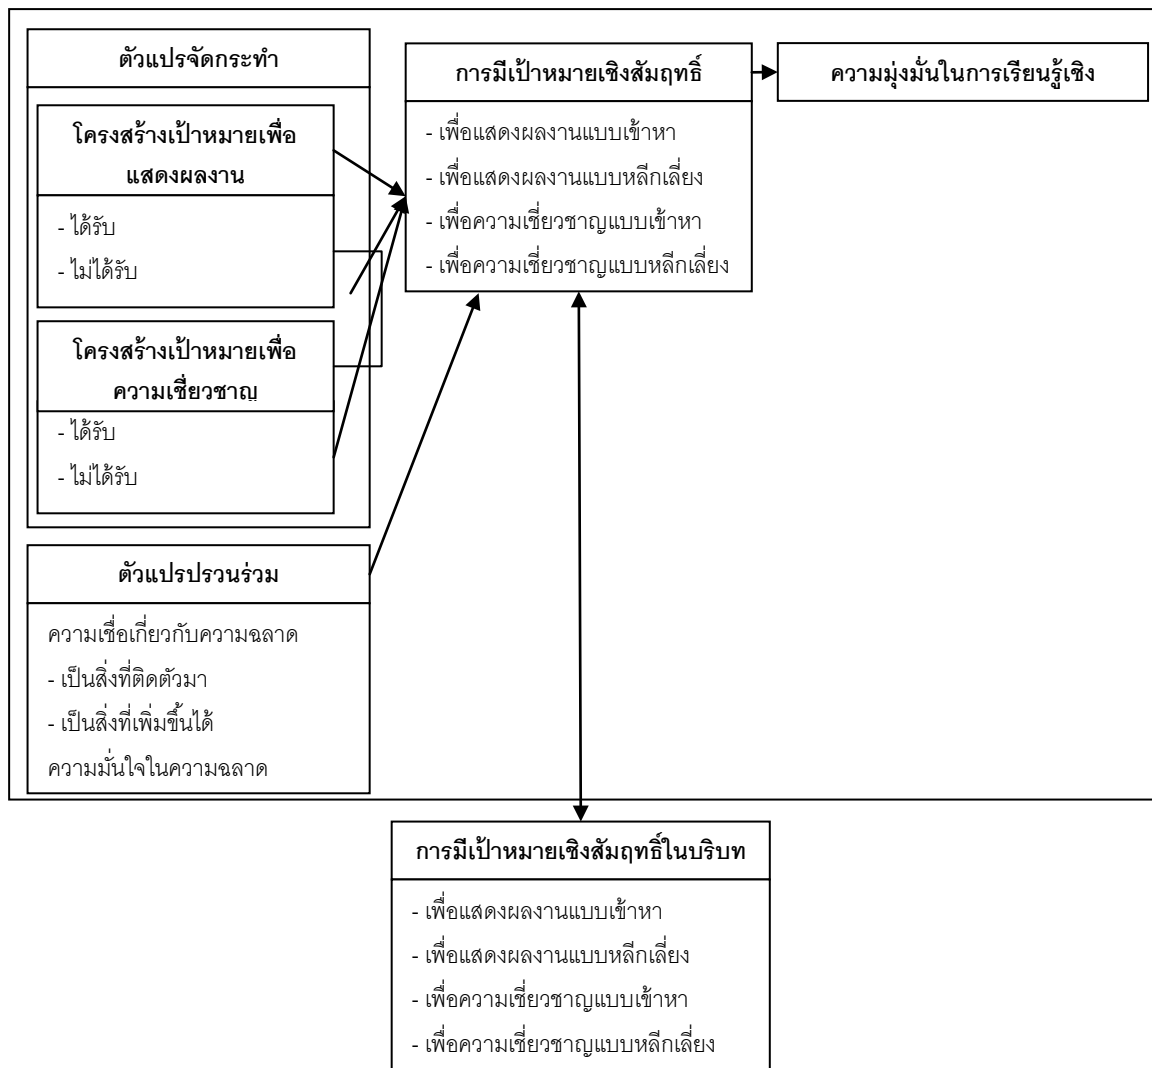 ตัวแปรจัดกระทำ
โครงสร้างเป้าหมายเพื่อ
แสดงผลงาน
- ได้รับ
- ไม่ได้รับ
โครงสร้างเป้าหมายเพื่อ
ความเชี่ยวชาญ
- ได้รับ
- ไม่ได้รับ
ตัวแปรปรวนร่วม
ความเชื่อเกี่ยวกับความฉลาด
- เป็นสิ่งที่ติดตัวมา
- เป็นสิ่งที่เพิ่มขึ้นได้
ความมั่นใจในความฉลาด
การมีเป้าหมายเชิงสัมฤทธิ์
- เพื่อแสดงผลงานแบบเข้าหา
- เพื่อแสดงผลงานแบบหลีกเลี่ยง
- เพื่อความเชี่ยวชาญแบบเข้าหา
- เพื่อความเชี่ยวชาญแบบหลีกเลี่ยง
ความมุ่งมั่นในการเรียนรู้เชิง
การมีเป้าหมายเชิงสัมฤทธิ์ในบริบท
- เพื่อแสดงผลงานแบบเข้าหา
- เพื่อแสดงผลงานแบบหลีกเลี่ยง
- เพื่อความเชี่ยวชาญแบบเข้าหา
- เพื่อความเชี่ยวชาญแบบหลีกเลี่ยง